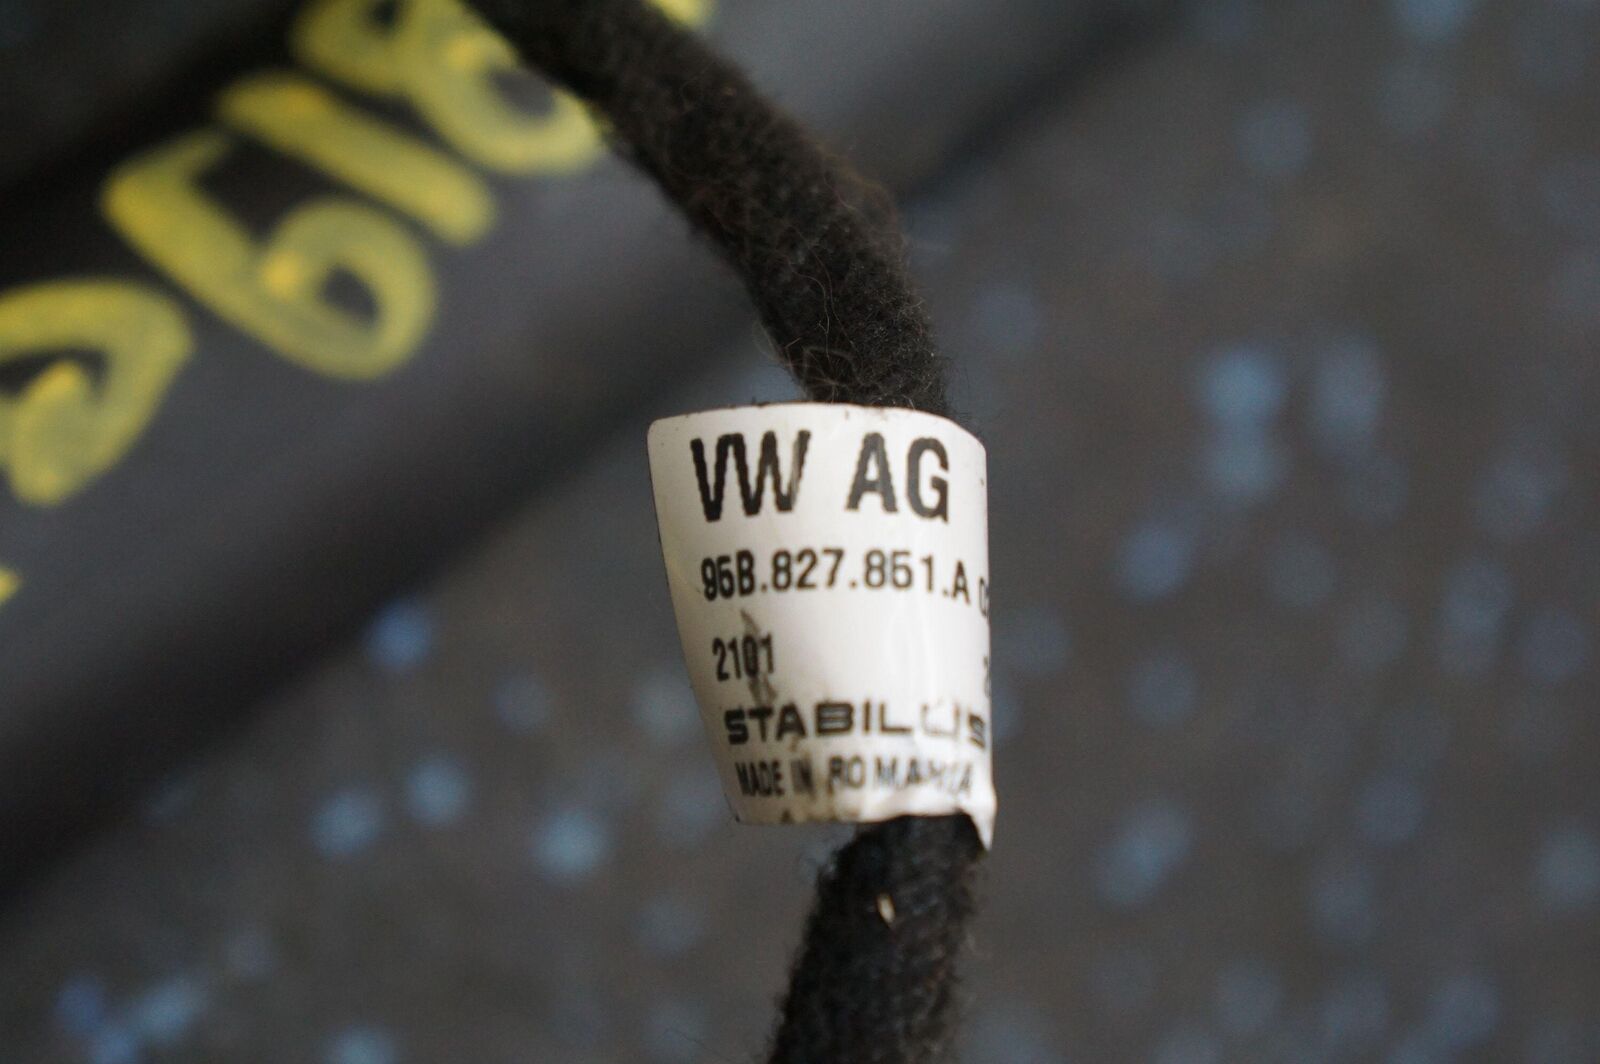 VW AG
95B.827.851.A
2101
STABILUS
MADE IN ROMANIA